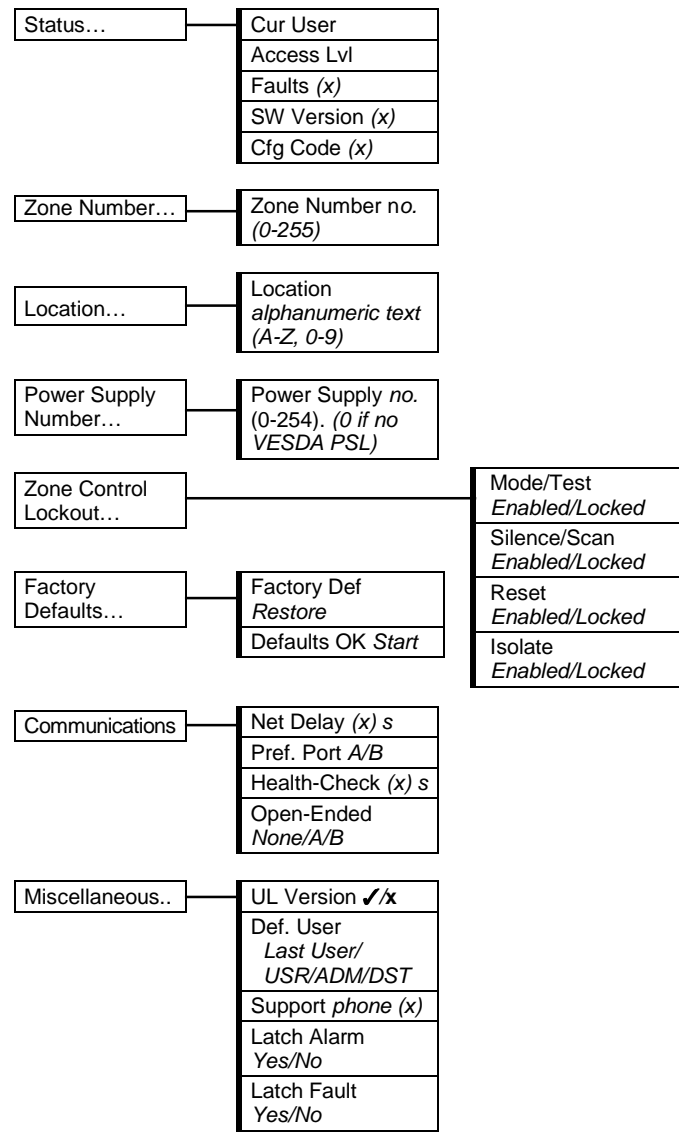 Status…
Cur User
Access Lvl
Faults (x)
SW Version (x)
Cfg Code (x)
Zone Number…
Zone Number no.
(0-255)
Location…
Location
alphanumeric text
(A-Z, 0-9)
Power Supply
Number…
Power Supply no.
(0-254). (0 if no
VESDA PSL)
Zone Control
Lockout…
Mode/Test
Enabled/Locked
Silence/Scan
Enabled/Locked
Reset
Enabled/Locked
Isolate
Enabled/Locked
Factory
Defaults…
Factory Def
Restore
Defaults OK Start
Communications
Net Delay (x) s
Pref. Port A/B
Health-Check (x) s
Open-Ended
None/A/B
Miscellaneous..
UL Version ✓/x
Def. User
Last User/
USR/ADM/DST
Support phone (x)
Latch Alarm
Yes/No
Latch Fault
Yes/No